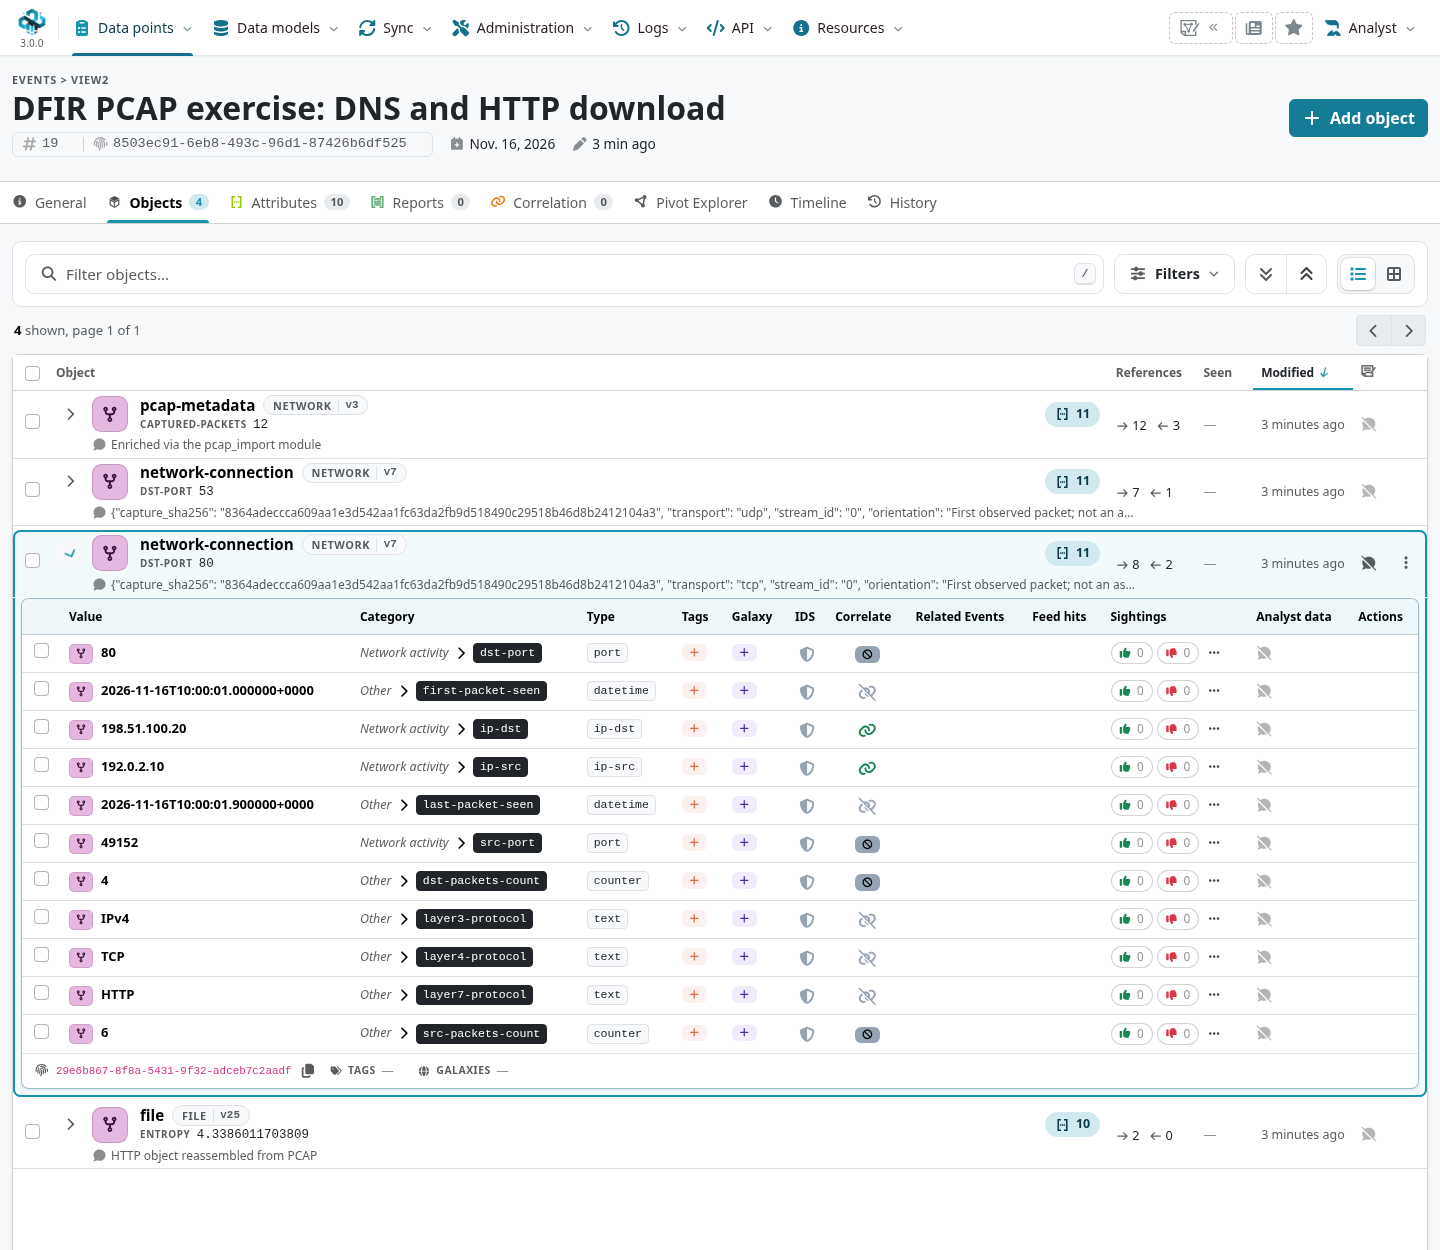 Data points Data models Sync Administration Logs API Resources « Analyst
3.0.0
EVENTS > VIEW2
DFIR PCAP exercise: DNS and HTTP download
Add object
# 19 8503ec91-6eb8-493c-96d1-87426b6df525 Nov. 16, 2026 3 min ago
General Objects 4 Attributes 10 Reports 0 Correlation 0 Pivot Explorer Timeline History
Filter objects... / Filters
4 shown, page 1 of 1
Object References Seen Modified
pcap-metadata NETWORK v3
CAPTURED-PACKETS 12 11 → 12 ← 3 — 3 minutes ago
Enriched via the pcap_import module
network-connection NETWORK v7
DST-PORT 53 11 → 7 ← 1 — 3 minutes ago
{"capture_sha256": "8364adeccca609aa1e3d542aa1fc63da2fb9d518490c29518b46d8b2412104a3", "transport": "udp", "stream_id": "0", "orientation": "First observed packet; not an a...
network-connection NETWORK v7
DST-PORT 80 11 → 8 ← 2 — 3 minutes ago
{"capture_sha256": "8364adeccca609aa1e3d542aa1fc63da2fb9d518490c29518b46d8b2412104a3", "transport": "tcp", "stream_id": "0", "orientation": "First observed packet; not an as...
Value Category Type Tags Galaxy IDS Correlate Related Events Feed hits Sightings Analyst data Actions
80 Network activity dst-port port + + 0 0 ...
2026-11-16T10:00:01.000000+0000 Other first-packet-seen datetime + + 0 0 ...
198.51.100.20 Network activity ip-dst ip-dst + + 0 0 ...
192.0.2.10 Network activity ip-src ip-src + + 0 0 ...
2026-11-16T10:00:01.900000+0000 Other last-packet-seen datetime + + 0 0 ...
49152 Network activity src-port port + + 0 0 ...
4 Other dst-packets-count counter + + 0 0 ...
IPv4 Other layer3-protocol text + + 0 0 ...
TCP Other layer4-protocol text + + 0 0 ...
HTTP Other layer7-protocol text + + 0 0 ...
6 Other src-packets-count counter + + 0 0 ...
29e6b867-8f8a-5431-9f32-adceb7c2aadf TAGS — GALAXIES —
file FILE v25
ENTROPY 4.3386011703809 10 → 2 ← 0 — 3 minutes ago
HTTP object reassembled from PCAP